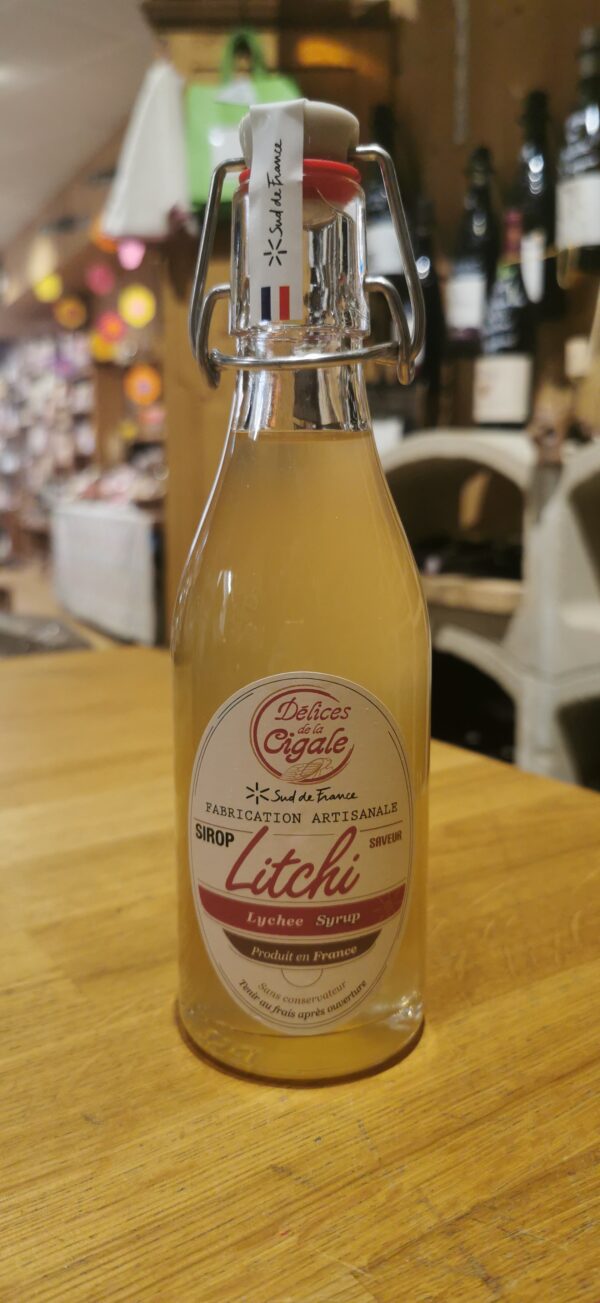 Sud de France
Délices
de la
Cigale
Sud de France
FABRICATION ARTISANALE
SIROP
SAVEUR
Litchi
Lychee Syrup
Produit en France
Sans conservateur
Tenir au frais après ouverture